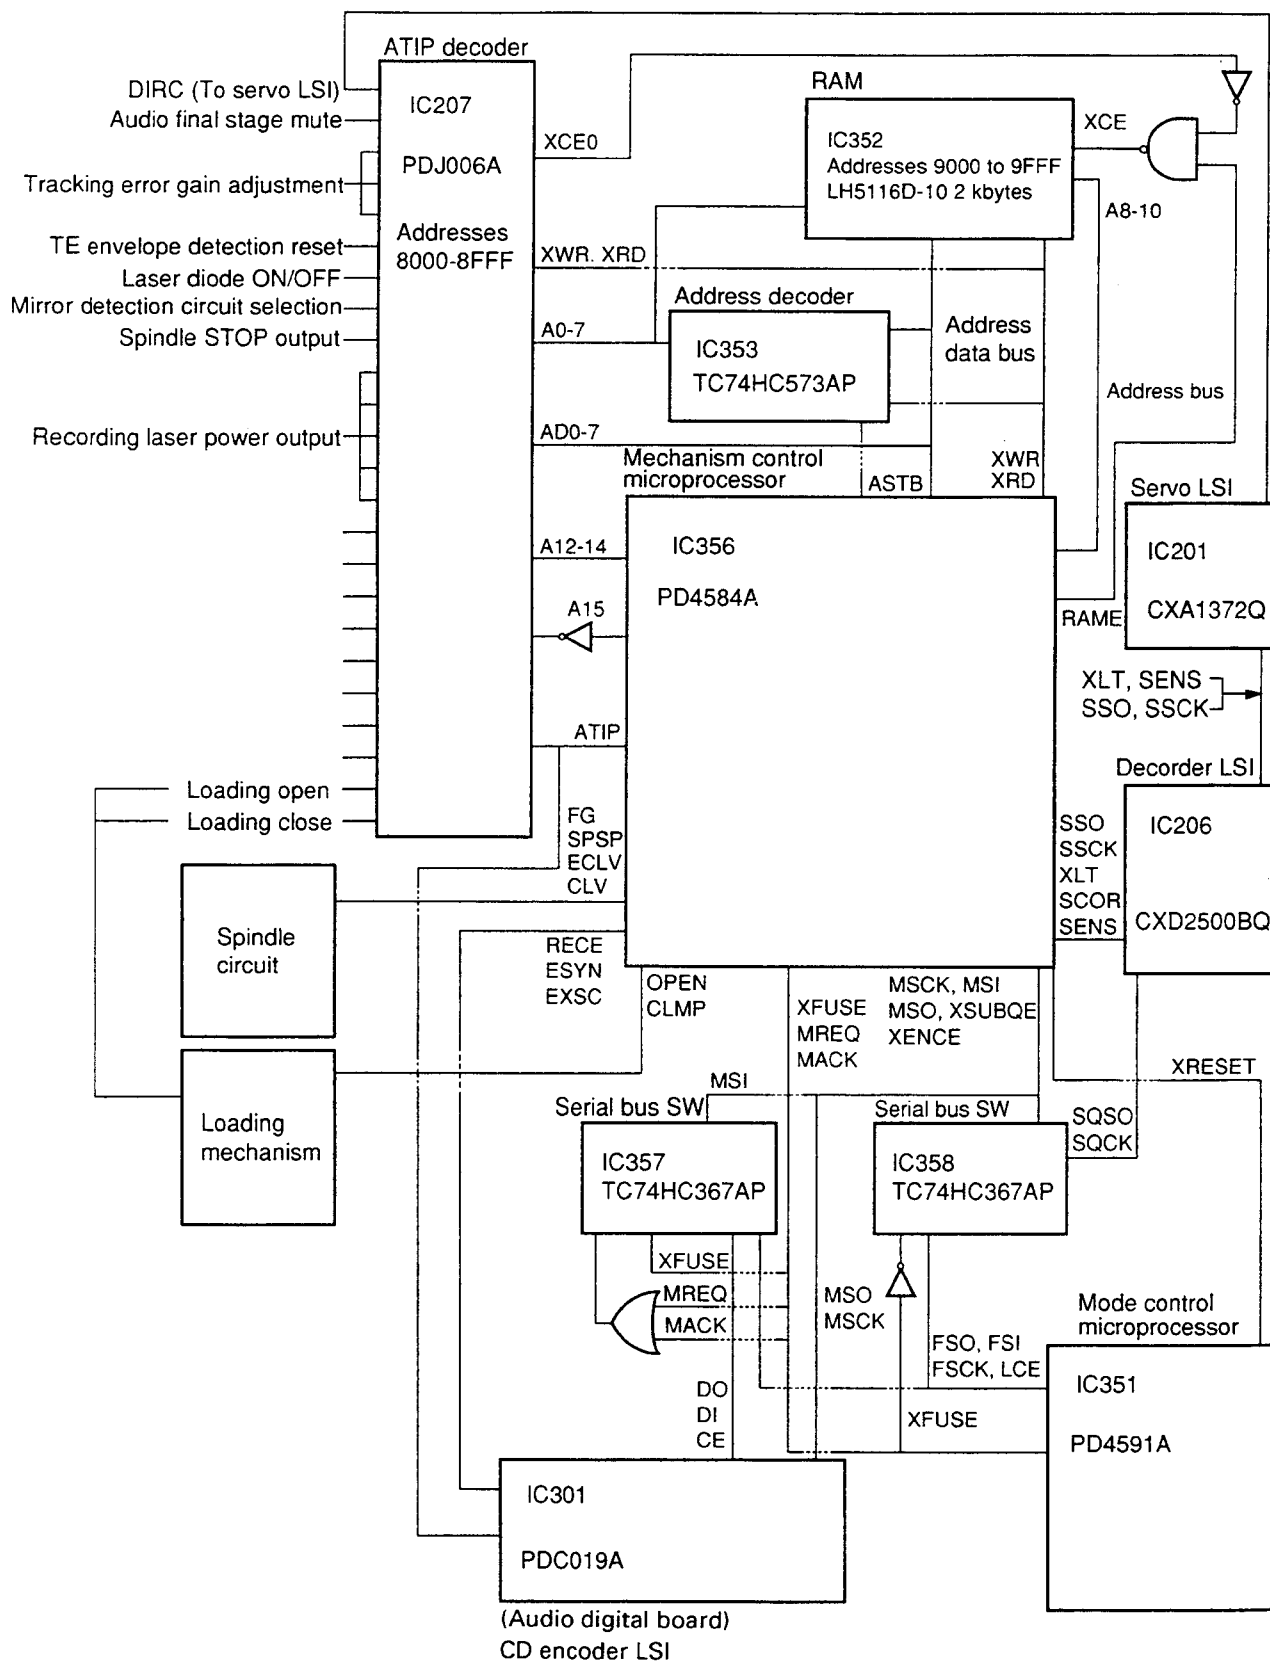 ATIP decoder
DIRC (To servo LSI)
Audio final stage mute
Tracking error gain adjustment
TE envelope detection reset
Laser diode ON/OFF
Mirror detection circuit selection
Spindle STOP output
Recording laser power output
Loading open
Loading close
IC207
PDJ006A
Addresses
8000-8FFF
XCE0
XWR. XRD
A0-7
AD0-7
A12-14
A15
ATIP
RAM
IC352
Addresses 9000 to 9FFF
LH5116D-10 2 kbytes
XCE
A8-10
Address decoder
IC353
TC74HC573AP
Address
data bus
Address bus
Mechanism control
microprocessor
ASTB
XWR
XRD
IC356
PD4584A
RAME
Servo LSI
IC201
CXA1372Q
XLT, SENS
SSO, SSCK
Decorder LSI
IC206
CXD2500BQ
SSO
SSCK
XLT
SCOR
SENS
FG
SPSP
ECLV
CLV
Spindle
circuit
RECE
ESYN
EXSC
OPEN
CLMP
XFUSE
MREQ
MACK
MSCK, MSI
MSO, XSUBQE
XENCE
XRESET
Loading
mechanism
MSI
Serial bus SW
IC357
TC74HC367AP
Serial bus SW
IC358
TC74HC367AP
SQSO
SQCK
XFUSE
MREQ
MACK
MSO
MSCK
FSO, FSI
FSCK, LCE
XFUSE
DO
DI
CE
Mode control
microprocessor
IC351
PD4591A
IC301
PDC019A
(Audio digital board)
CD encoder LSI